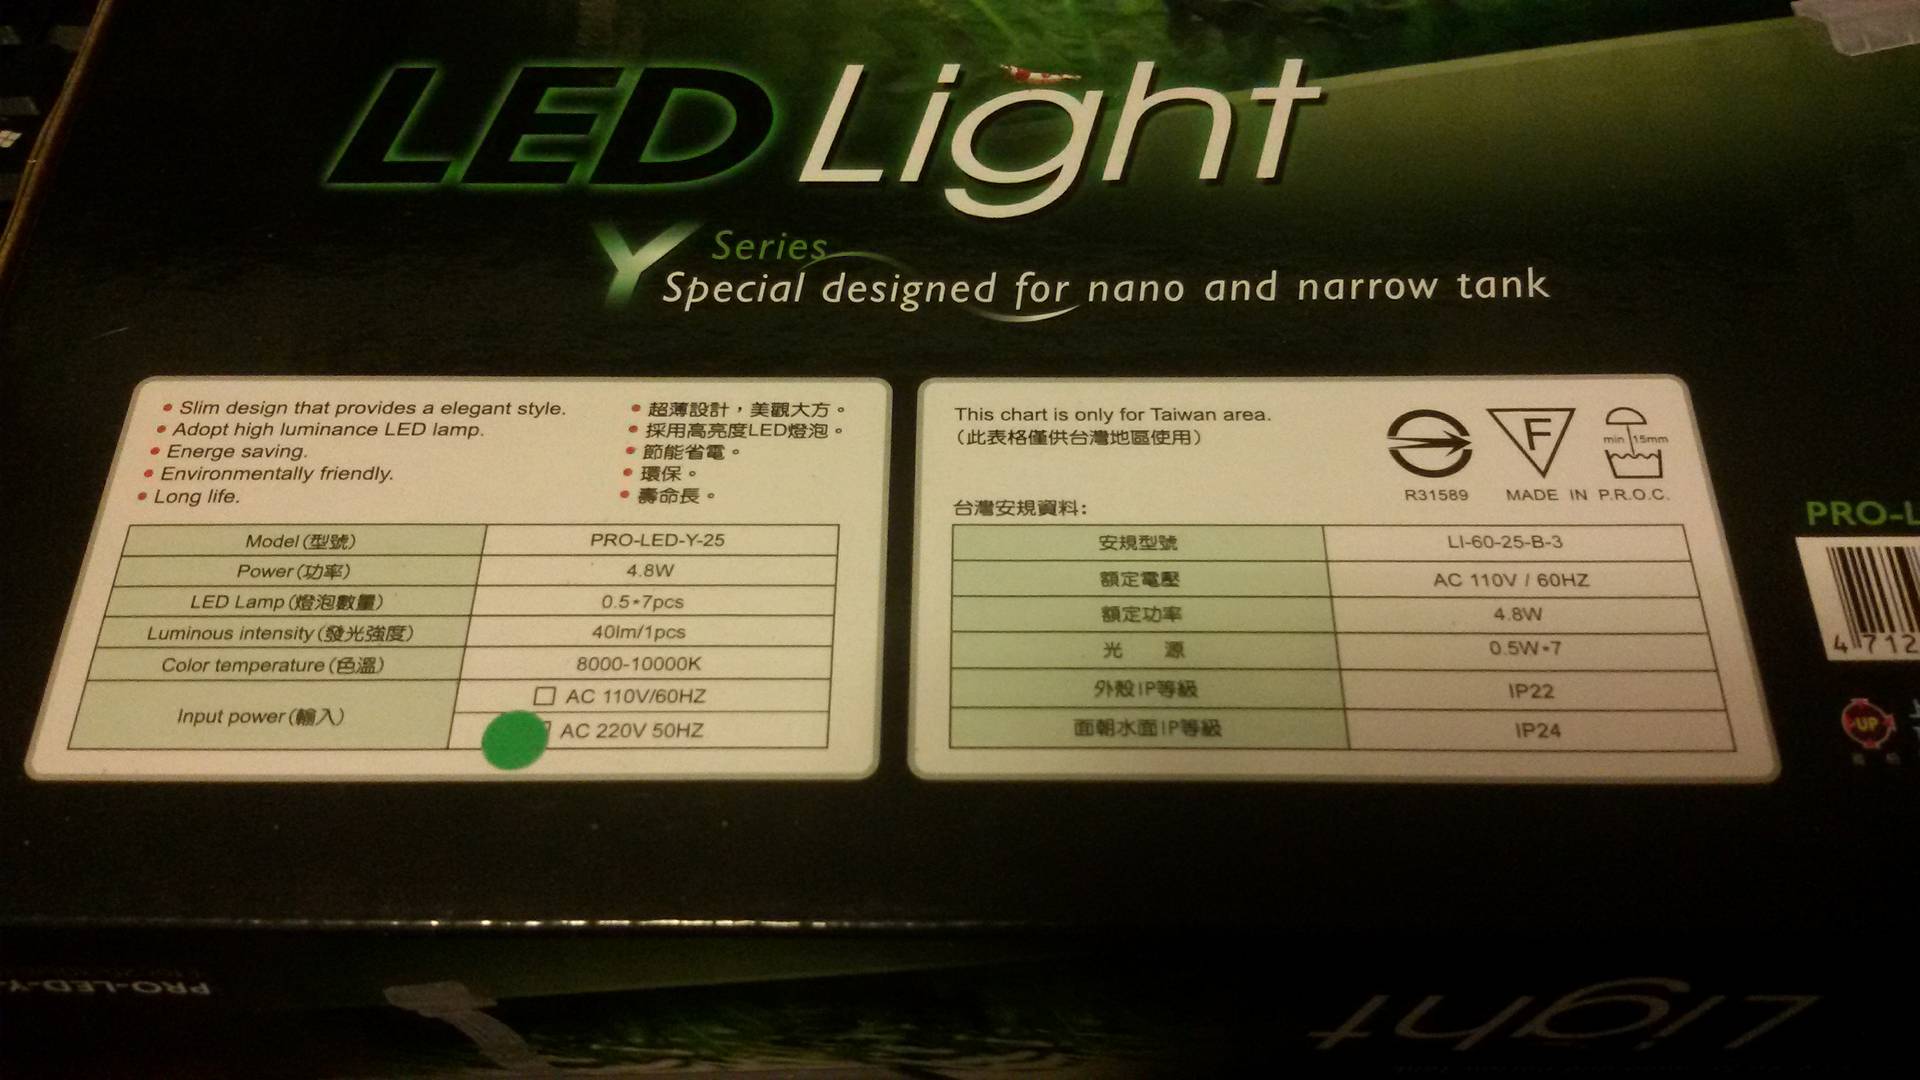 LED Light
Y Series
Special designed for nano and narrow tank
• Slim design that provides a elegant style.
• Adopt high luminance LED lamp.
• Energe saving.
• Environmentally friendly.
• Long life.
• 超薄設計，美觀大方。
• 採用高亮度LED燈泡。
• 節能省電。
• 環保。
• 壽命長。
Model(型號) PRO-LED-Y-25
Power(功率) 4.8W
LED Lamp(燈泡數量) 0.5*7pcs
Luminous intensity(發光強度) 40lm/1pcs
Color temperature(色溫) 8000-10000K
Input power(輸入) □ AC 110V/60HZ
AC 220V 50HZ
This chart is only for Taiwan area.
（此表格僅供台灣地區使用）
F
min 15mm
R31589 MADE IN P.R.O.C.
台灣安規資料:
安規型號 LI-60-25-B-3
額定電壓 AC 110V / 60HZ
額定功率 4.8W
光 源 0.5W*7
外殼IP等級 IP22
面朝水面IP等級 IP24
PRO-L
4 712
UP
PRO-LED-Y-
Light